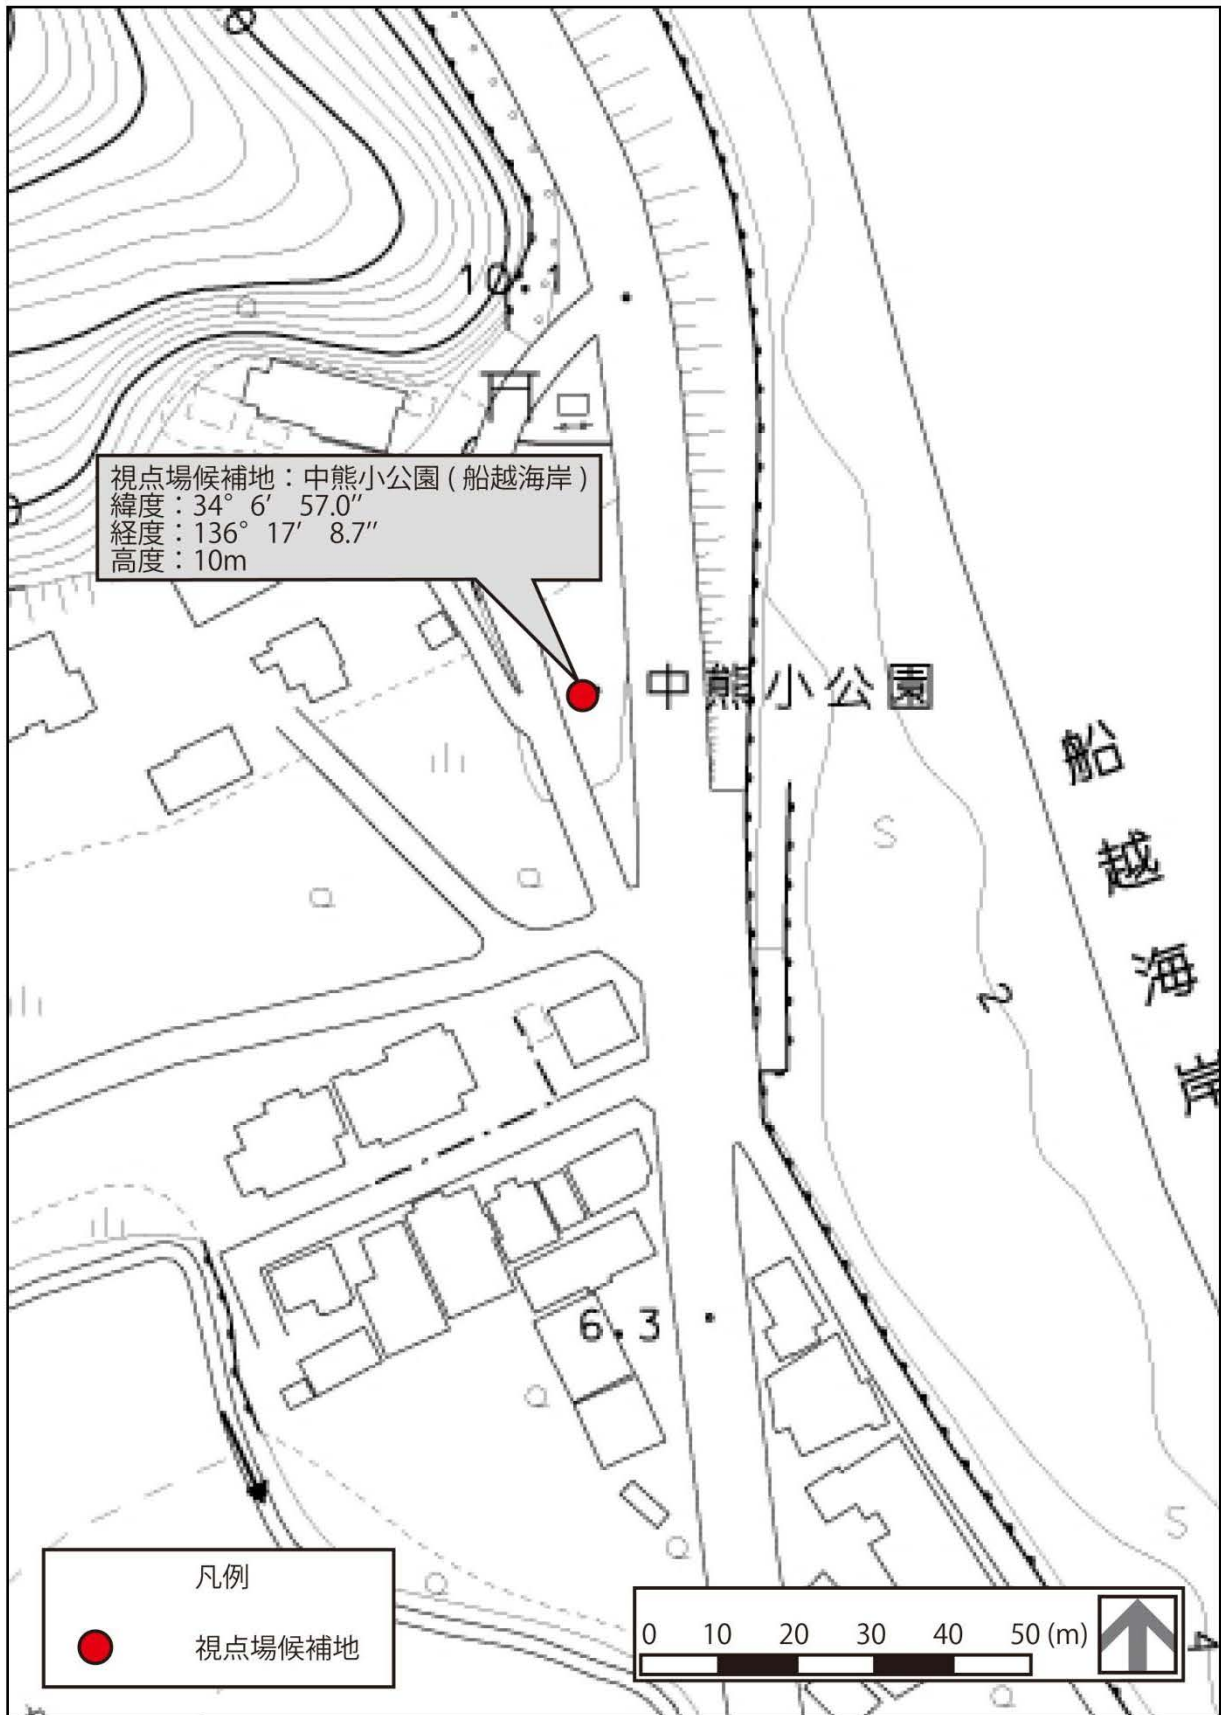 10.1
視点場候補地：中熊小公園(船越海岸)
緯度：34° 6′ 57.0″
経度：136° 17′ 8.7″
高度：10m
中熊小公園
船越海岸
S
2
6.3
S
凡例
視点場候補地
0 10 20 30 40 50 (m)